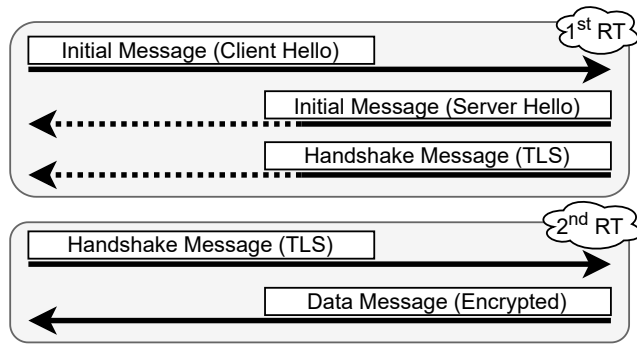 1st RT
Initial Message (Client Hello)
Initial Message (Server Hello)
Handshake Message (TLS)
2nd RT
Handshake Message (TLS)
Data Message (Encrypted)